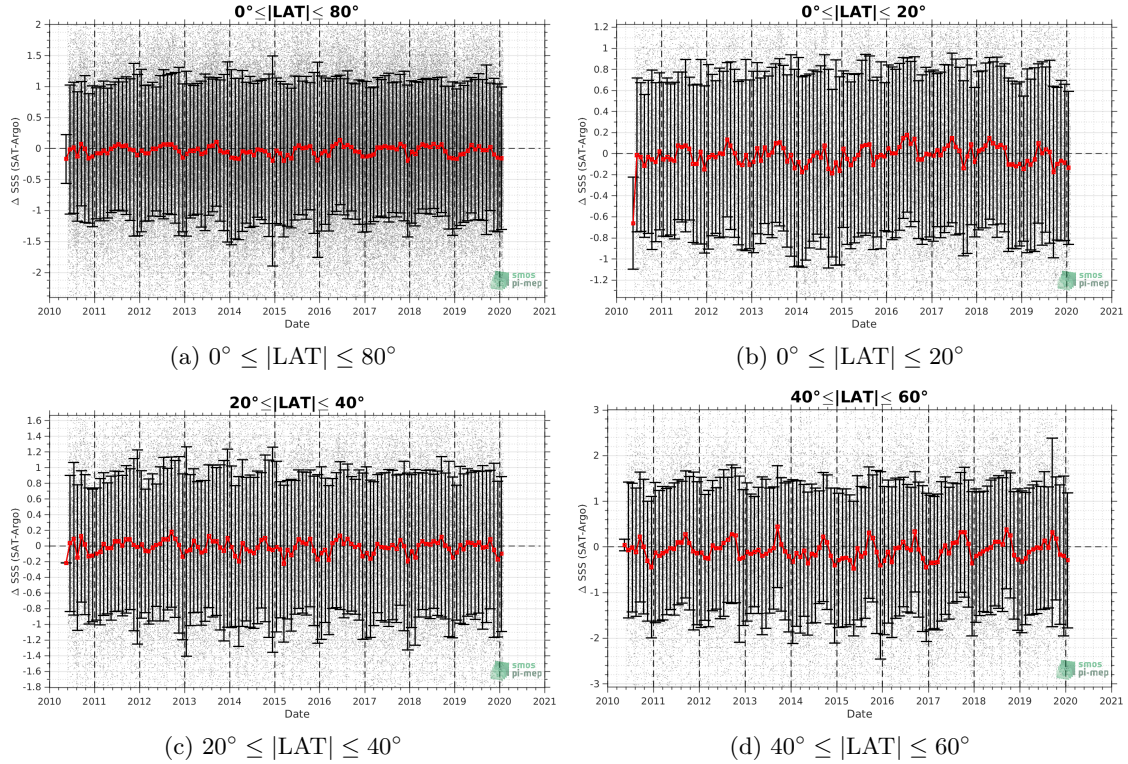 0°≤|LAT|≤ 80°
2
1.5
1
0.5
0
-0.5
-1
-1.5
-2
Δ SSS (SAT-Argo)
2010 2011 2012 2013 2014 2015 2016 2017 2018 2019 2020 2021
Date
smos
pi-mep
(a) 0° ≤ |LAT| ≤ 80°
0°≤|LAT|≤ 20°
1.2
1
0.8
0.6
0.4
0.2
0
-0.2
-0.4
-0.6
-0.8
-1
-1.2
Δ SSS (SAT-Argo)
2010 2011 2012 2013 2014 2015 2016 2017 2018 2019 2020 2021
Date
smos
pi-mep
(b) 0° ≤ |LAT| ≤ 20°
20°≤|LAT|≤ 40°
1.6
1.4
1.2
1
0.8
0.6
0.4
0.2
0
-0.2
-0.4
-0.6
-0.8
-1
-1.2
-1.4
-1.6
-1.8
Δ SSS (SAT-Argo)
2010 2011 2012 2013 2014 2015 2016 2017 2018 2019 2020 2021
Date
smos
pi-mep
(c) 20° ≤ |LAT| ≤ 40°
40°≤|LAT|≤ 60°
3
2
1
0
-1
-2
-3
Δ SSS (SAT-Argo)
2010 2011 2012 2013 2014 2015 2016 2017 2018 2019 2020 2021
Date
smos
pi-mep
(d) 40° ≤ |LAT| ≤ 60°